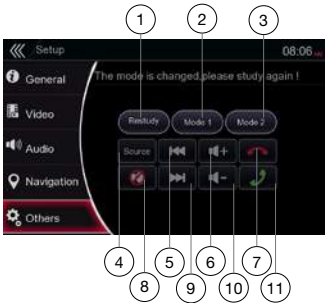 1 2 3
Setup 08:06
General The mode is changed,please study again !
Video Restudy Mode 1 Mode 2
Audio Source
Navigation
Others
4 8 5 9 6 10 7 11